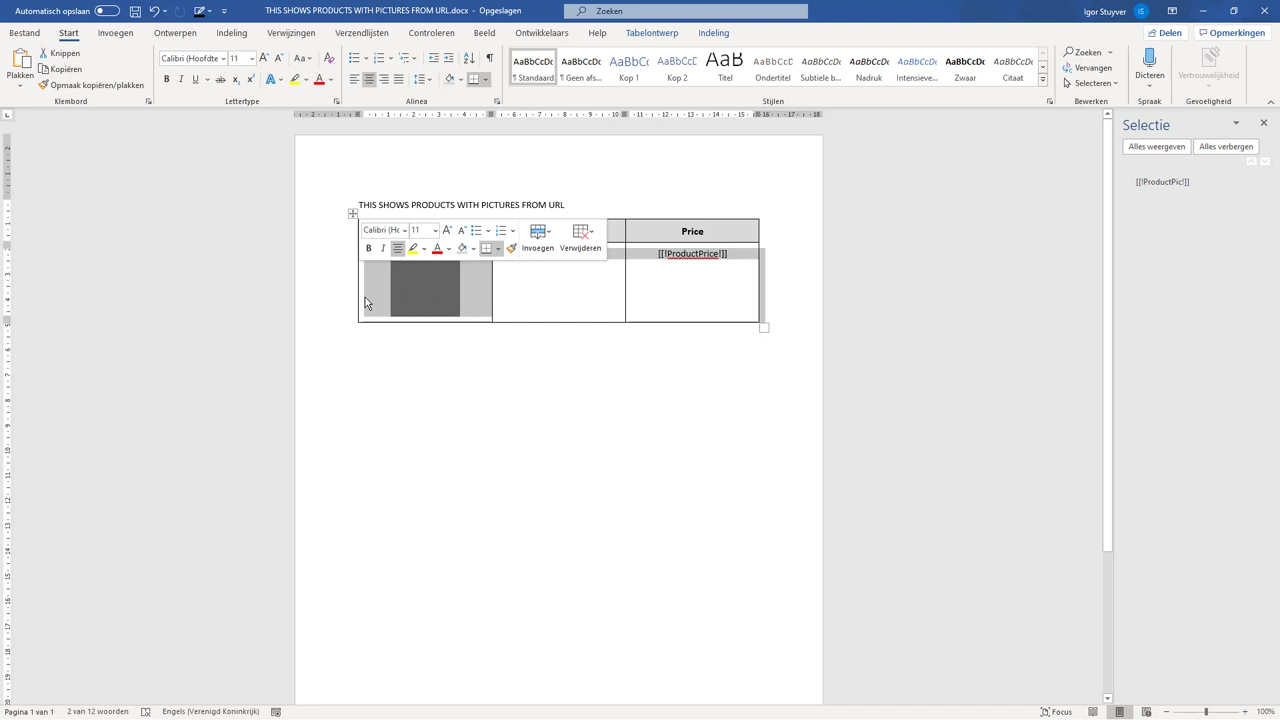 Automatisch opslaan
THIS SHOWS PRODUCTS WITH PICTURES FROM URL.docx - Opgeslagen
Zoeken
Igor Stuyver
IS
Bestand Start Invoegen Ontwerpen Indeling Verwijzingen Verzendlijsten Controleren Beeld Ontwikkelaars Help Tabelontwerp Indeling
Delen
Opmerkingen
Plakken
Knippen
Kopiëren
Opmaak kopiëren/plakken
Klembord
Calibri (Hoofdte 11
Lettertype
Alinea
AaBbCcDc AaBbCcDc AaBbC AaBbCc AaB AaBbCcD AaBbCcDc AaBbCcDc AaBbCcDc AaBbCcDc AaBbCcDc
¶ Standaard ¶ Geen afs... Kop 1 Kop 2 Titel Ondertitel Subtiele b... Nadruk Intensieve... Zwaar Citaat
Stijlen
Zoeken
Vervangen
Selecteren
Bewerken
Dicteren
Spraak
Vertrouwelijkheid
Gevoeligheid
Selectie
Alles weergeven
Alles verbergen
[[!ProductPic!]]
THIS SHOWS PRODUCTS WITH PICTURES FROM URL
Price
[[!ProductPrice!]]
Calibri (Hc 11
Invoegen
Verwijderen
Pagina 1 van 1
2 van 12 woorden
Engels (Verenigd Koninkrijk)
Focus
100%